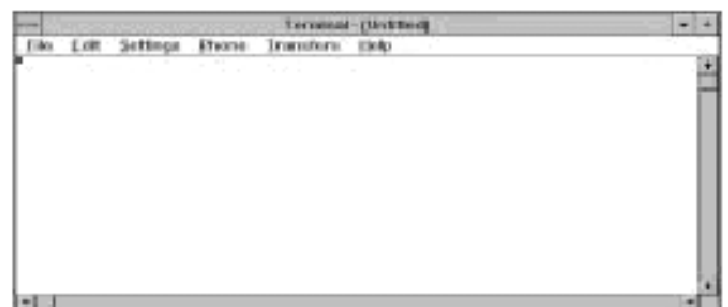 Terminal - (Untitled)
File Edit Settings Phone Transfers Help